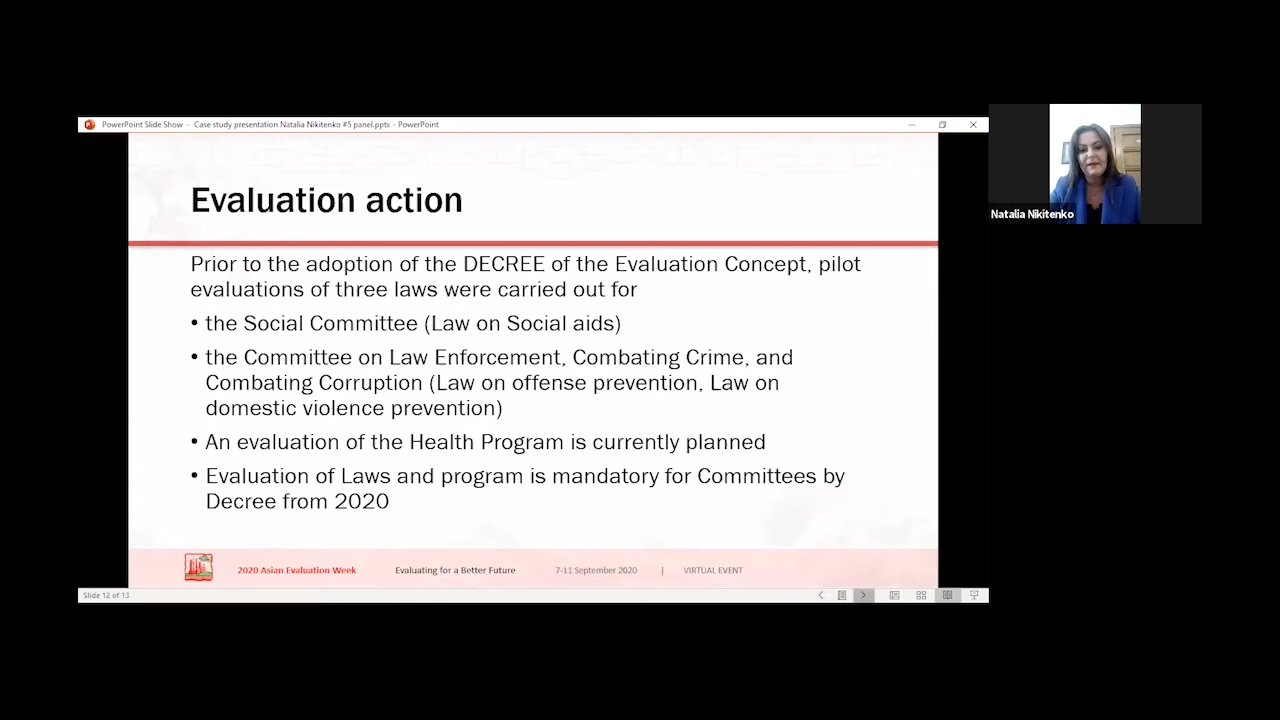 PowerPoint Slide Show - Case study presentation Natalia Nikitenko #5 panel.pptx - PowerPoint
Evaluation action
Prior to the adoption of the DECREE of the Evaluation Concept, pilot
evaluations of three laws were carried out for
• the Social Committee (Law on Social aids)
• the Committee on Law Enforcement, Combating Crime, and
Combating Corruption (Law on offense prevention, Law on
domestic violence prevention)
• An evaluation of the Health Program is currently planned
• Evaluation of Laws and program is mandatory for Committees by
Decree from 2020
2020 Asian Evaluation Week Evaluating for a Better Future 7-11 September 2020 | VIRTUAL EVENT
Slide 12 of 13
Natalia Nikitenko